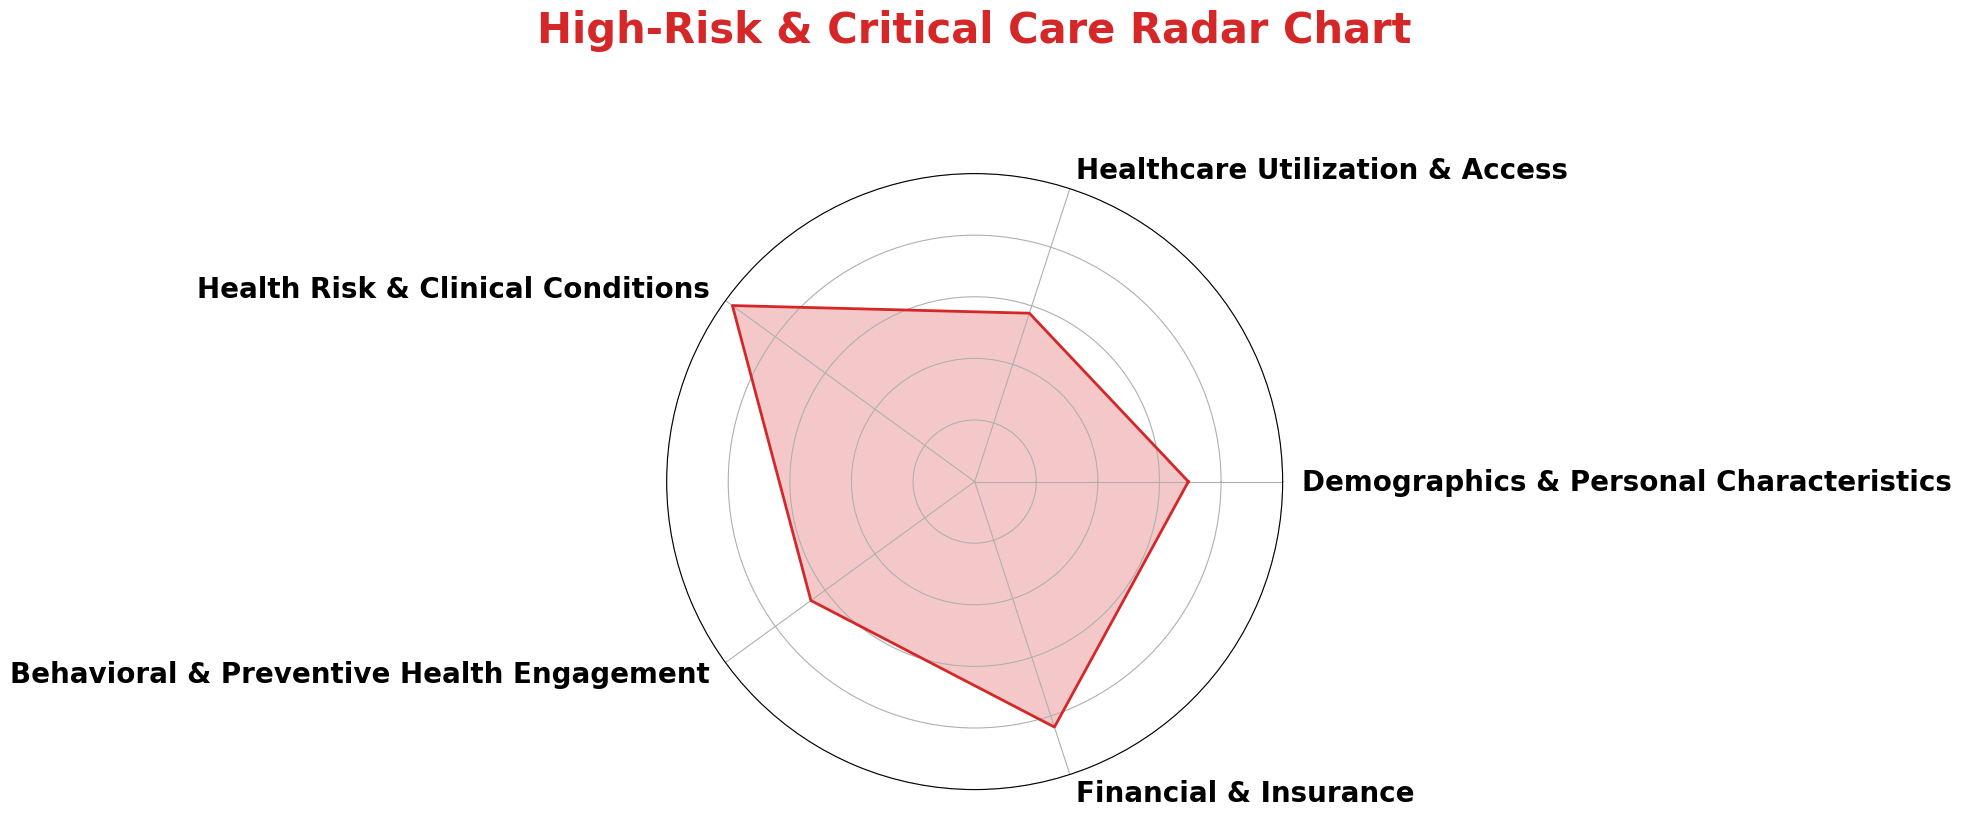 High-Risk & Critical Care Radar Chart
Healthcare Utilization & Access
Health Risk & Clinical Conditions
Demographics & Personal Characteristics
Behavioral & Preventive Health Engagement
Financial & Insurance